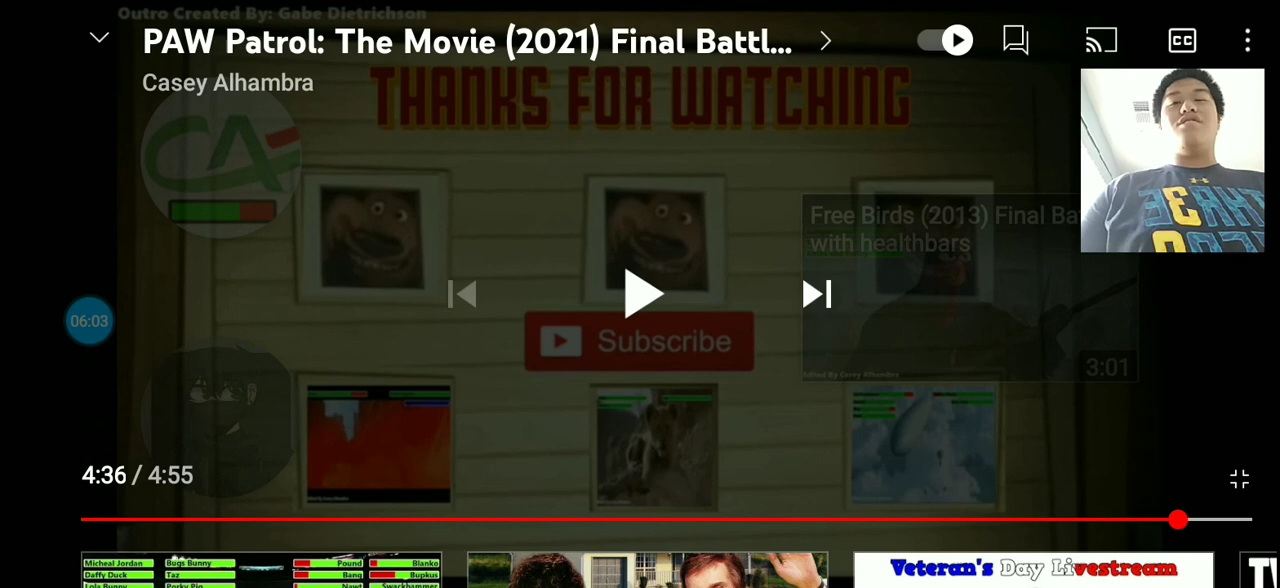 Outro Created By: Gabe Dietrichson
PAW Patrol: The Movie (2021) Final Battl...
Casey Alhambra
THANKS FOR WATCHING
CA
Free Birds (2013) Final Ba
with healthbars
06:03
Subscribe
3:01
4:36 / 4:55
Micheal Jordan
Bugs Bunny
Pound
Blanko
Daffy Duck
Taz
Bang
Bupkus
Lola Bunny
Porky Pig
Nawt
Swackhammer
Veteran's Day Livestream